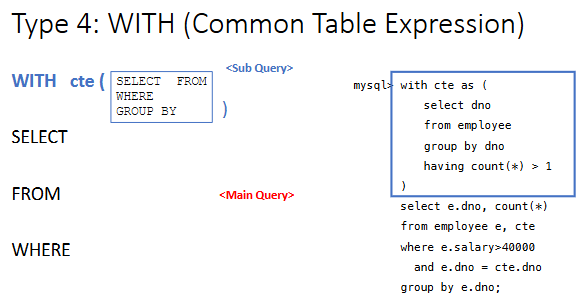 Type 4: WITH (Common Table Expression)
<Sub Query>
WITH cte ( SELECT FROM
WHERE
GROUP BY )
SELECT
FROM <Main Query>
WHERE
mysql> with cte as (
select dno
from employee
group by dno
having count(*) > 1
)
select e.dno, count(*)
from employee e, cte
where e.salary>40000
and e.dno = cte.dno
group by e.dno;